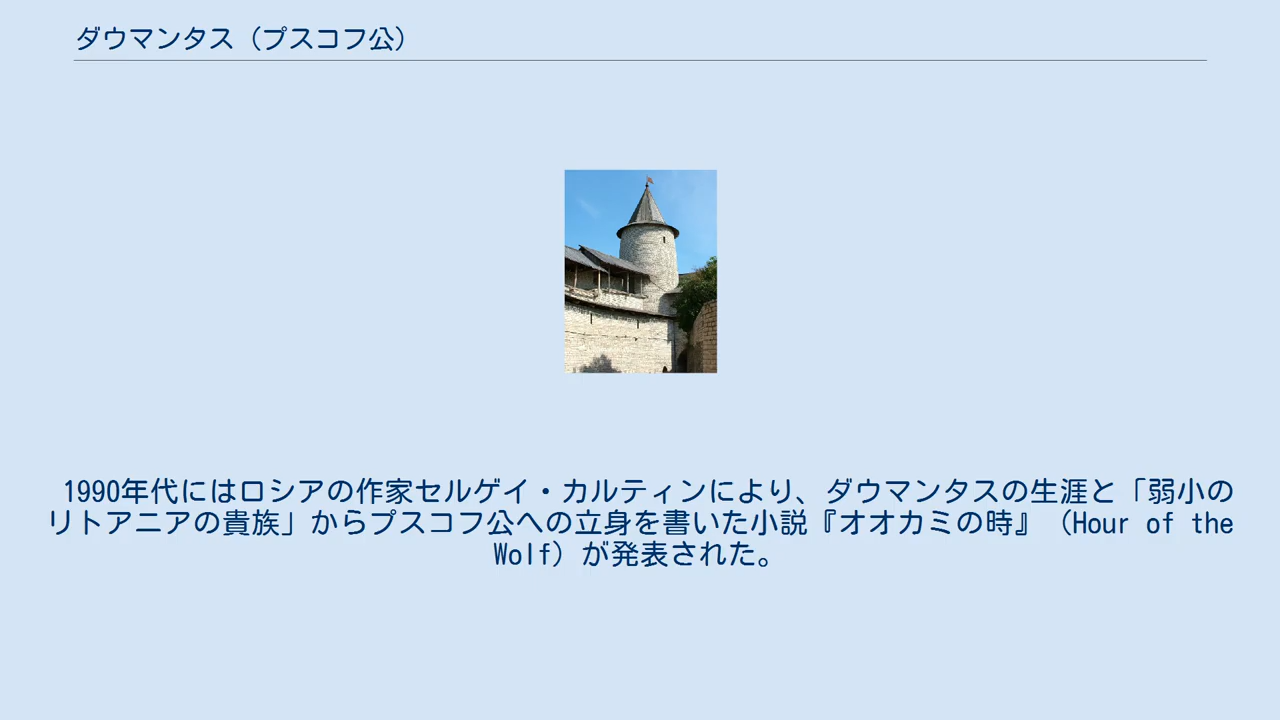 ダウマンタス（プスコフ公）
1990年代にはロシアの作家セルゲイ・カルティンにより、ダウマンタスの生涯と「弱小の
リトアニアの貴族」からプスコフ公への立身を書いた小説『オオカミの時』（Hour of the
Wolf）が発表された。